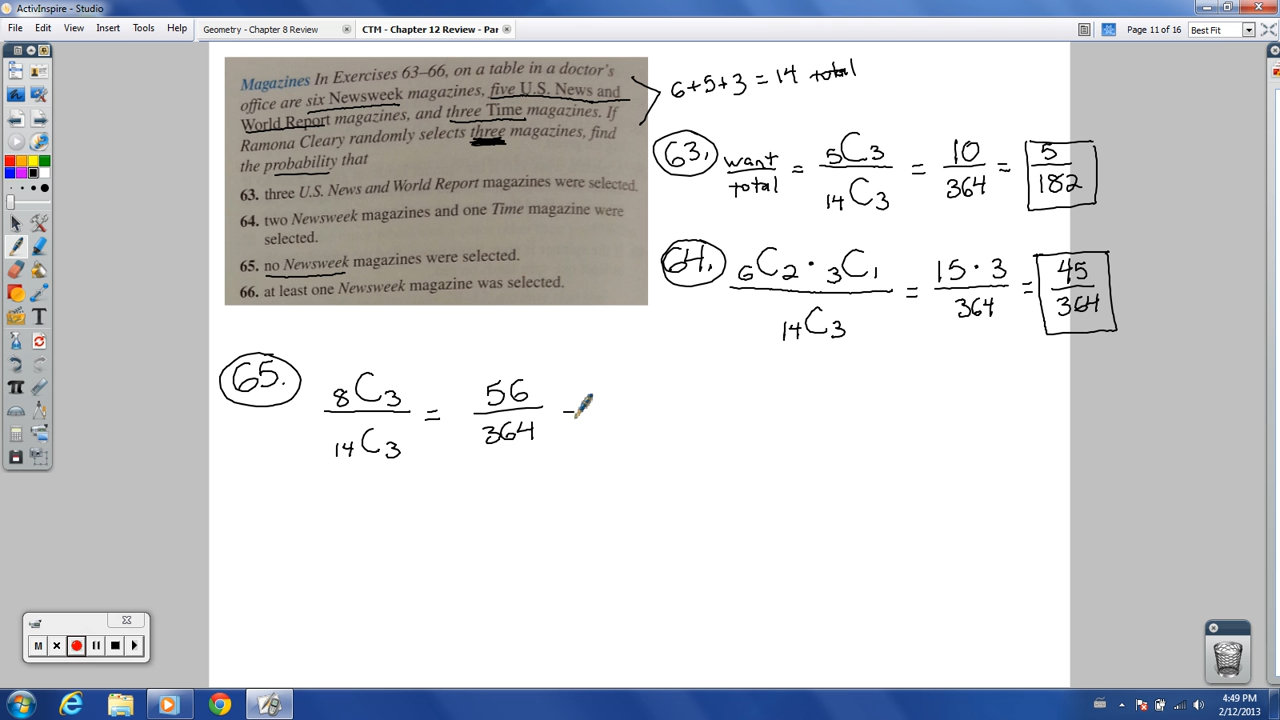 ActivInspire - Studio
File Edit View Insert Tools Help
Geometry - Chapter 8 Review
CTM - Chapter 12 Review - Par
Page 11 of 16
Best Fit
Magazines In Exercises 63–66, on a table in a doctor's
office are six Newsweek magazines, five U.S. News and
World Report magazines, and three Time magazines. If
Ramona Cleary randomly selects three magazines, find
the probability that
63. three U.S. News and World Report magazines were selected.
64. two Newsweek magazines and one Time magazine were
selected.
65. no Newsweek magazines were selected.
66. at least one Newsweek magazine was selected.
6+5+3 = 14 total
63. want/total = 5C3/14C3 = 10/364 = 5/182
64. 6C2 · 3C1/14C3 = 15 · 3/364 = 45/364
65. 8C3/14C3 = 56/364 -
M
4:49 PM
2/12/2013